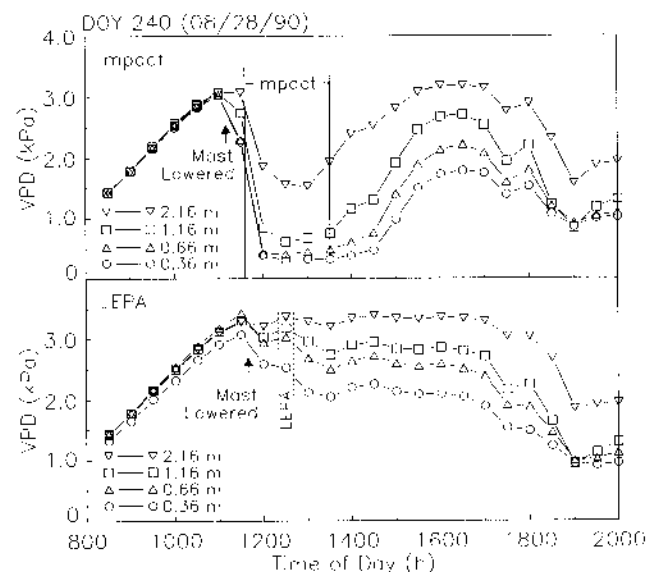 DOY 240 (08/28/90)
4.0
mpact
mpact
3.0
VPD (kPa)
2.0
Mast
Lowered
1.0
2.16 m
1.16 m
0.66 m
0.36 m
0
LEPA
3.0
VPD (kPa)
2.0
Mast
Lowered
LEPA
1.0
2.16 m
1.16 m
0.66 m
0.36 m
0
800 1000 1200 1400 1600 1800 2000
Time of Day (h)